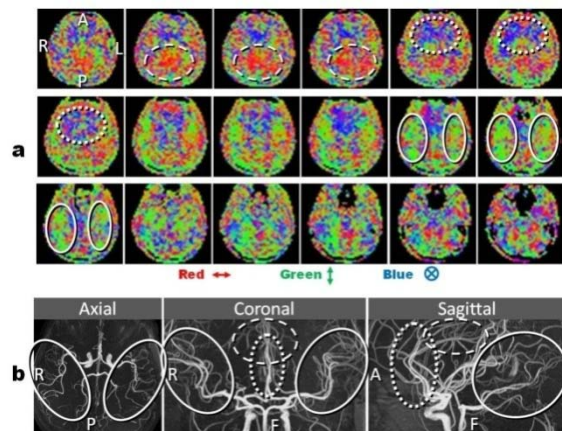 A
R
L
P
a
Red ↔ Green ↕ Blue ⊗
Axial Coronal Sagittal
b
R R A
P F F